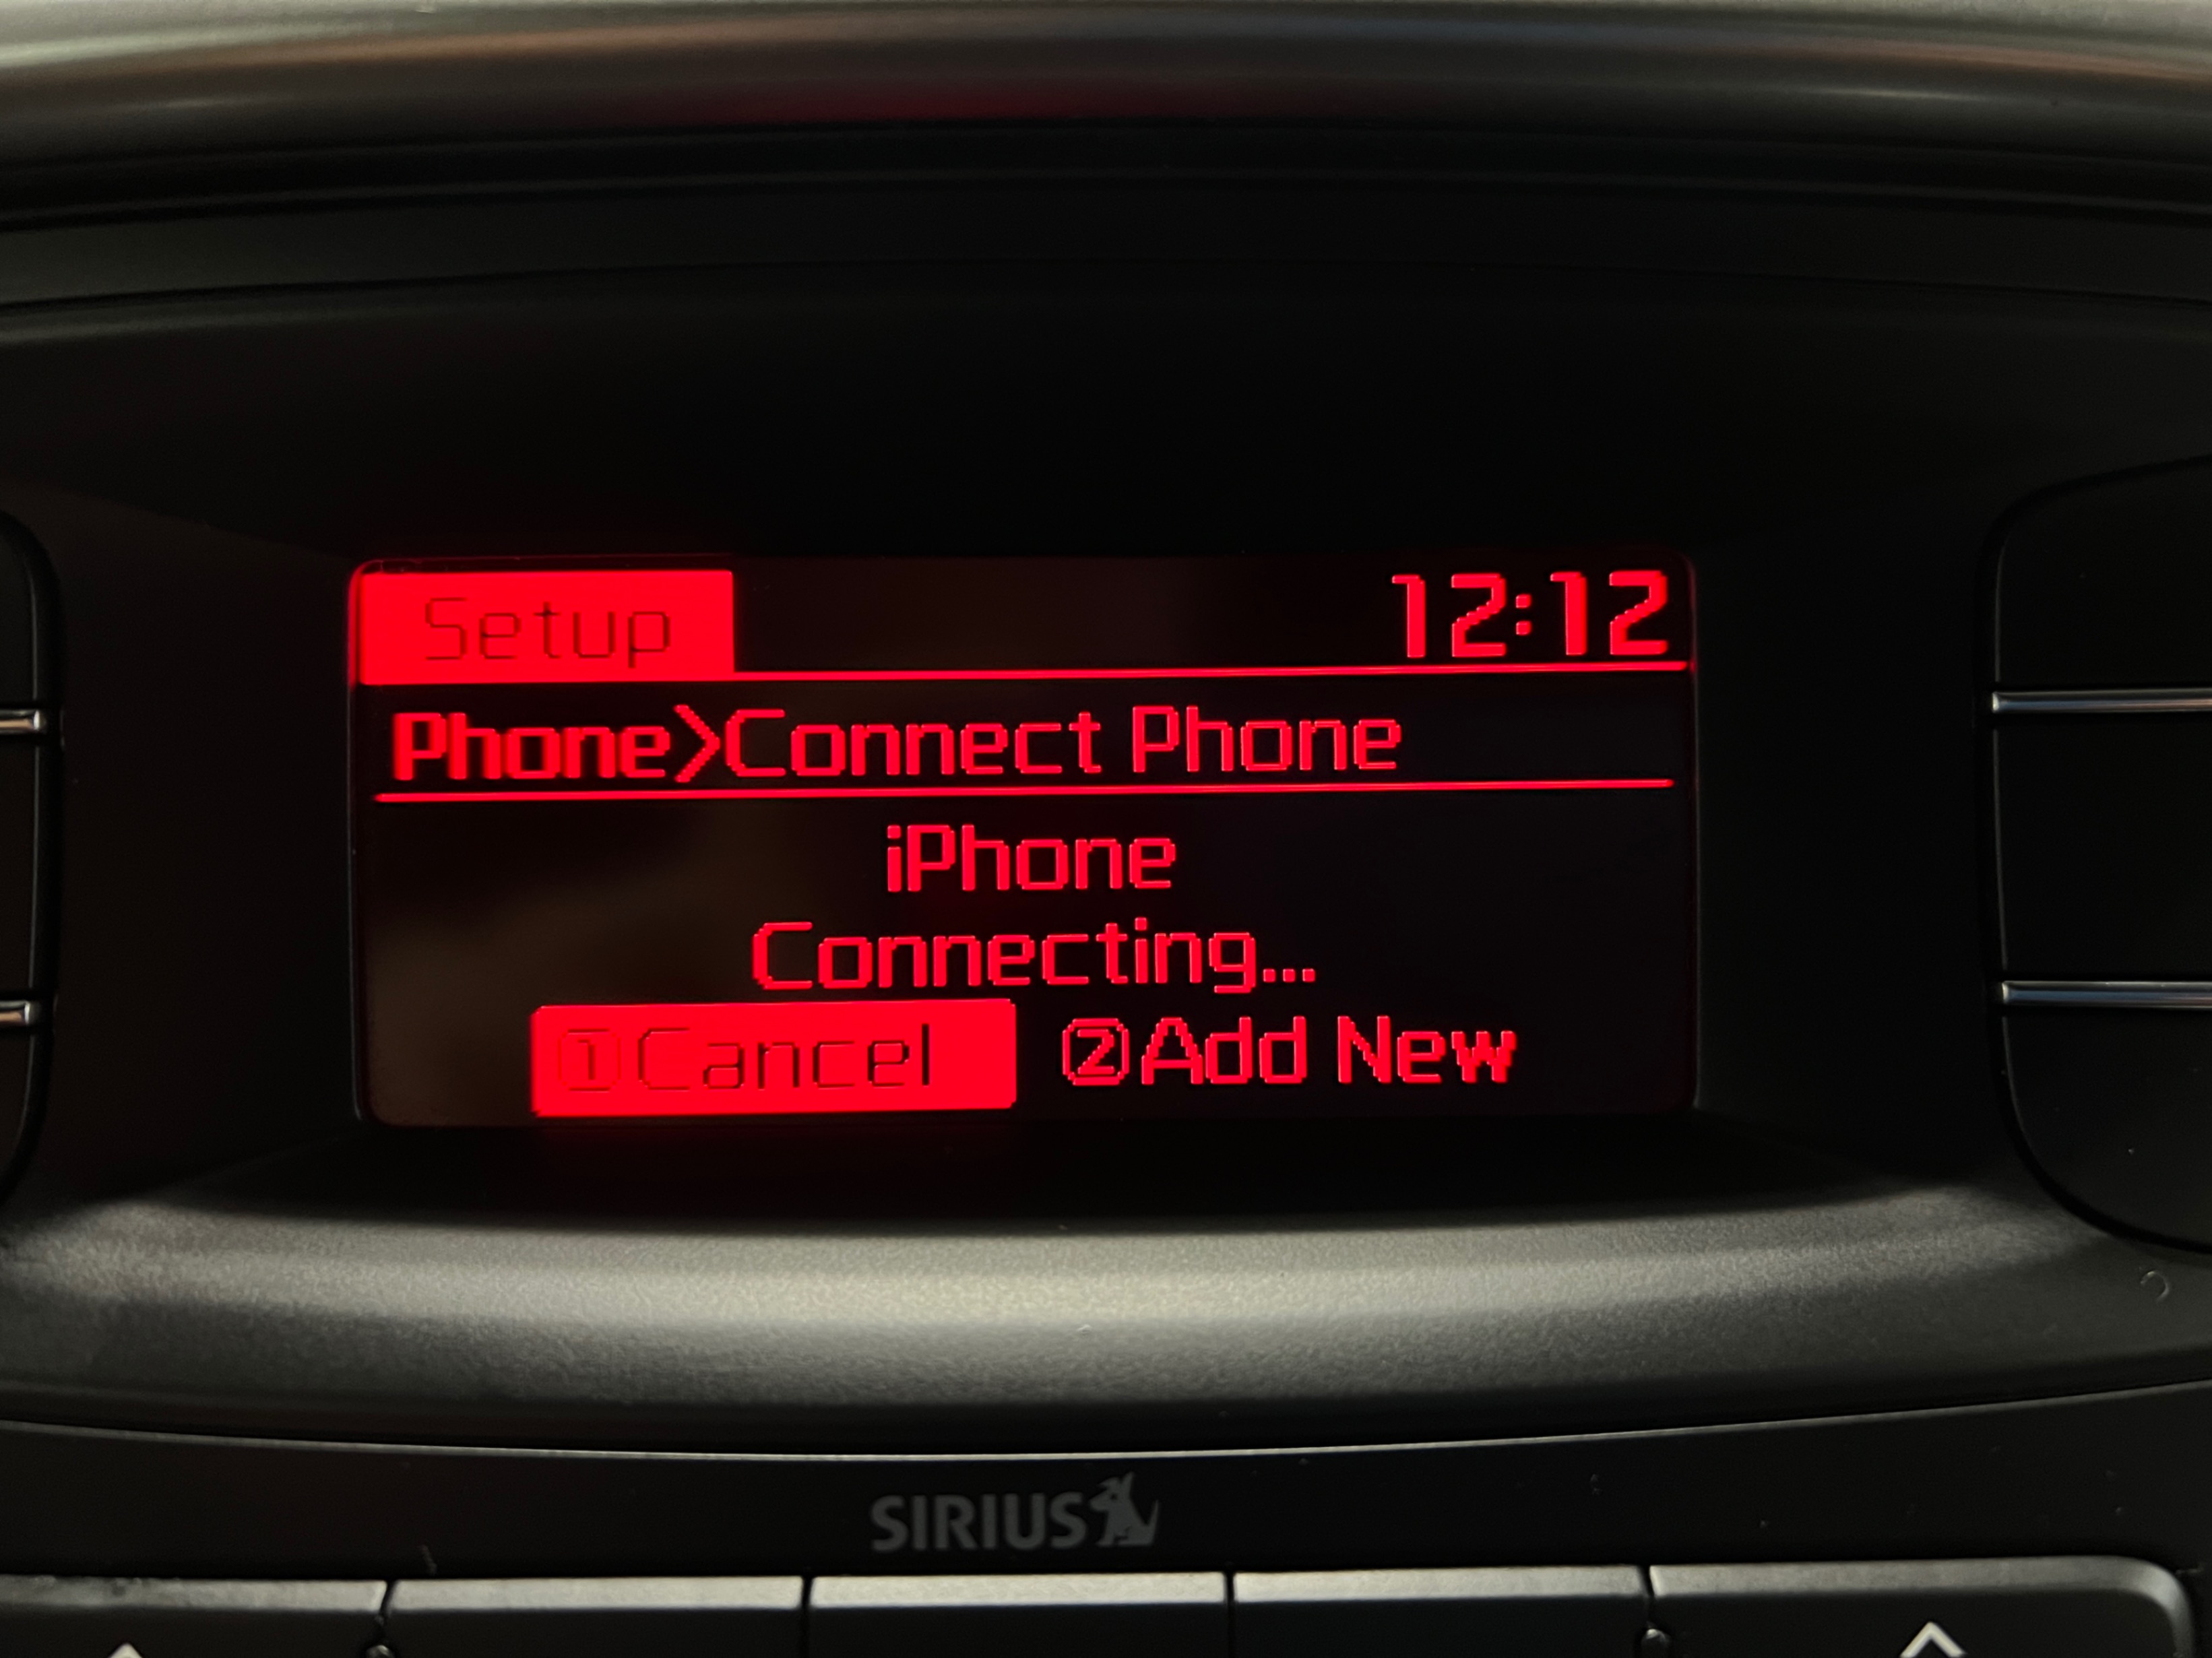 Setup 12:12
Phone>Connect Phone
iPhone
Connecting...
①Cancel ②Add New
SIRIUS